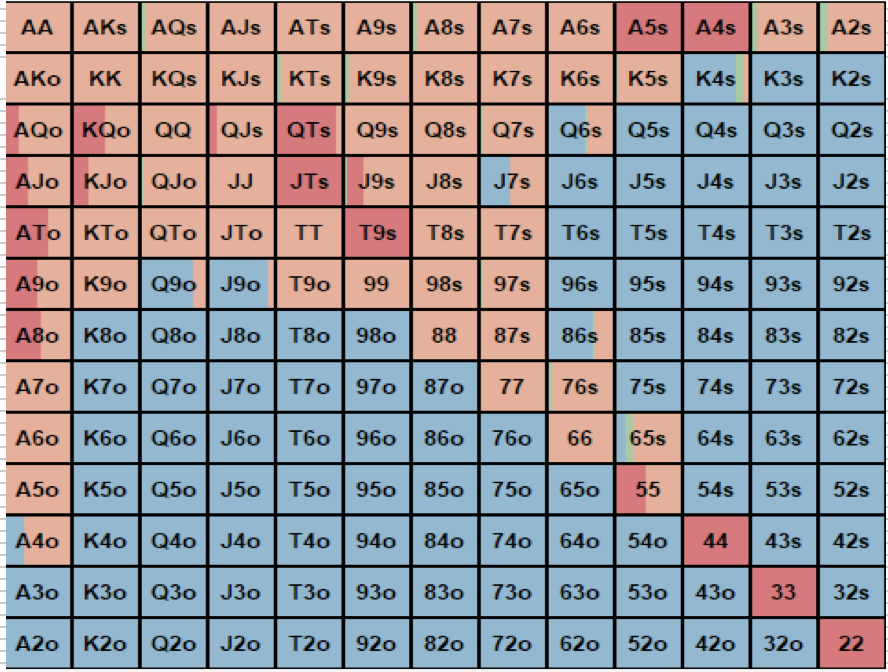 AA AKs AQs AJs ATs A9s A8s A7s A6s A5s A4s A3s A2s
AKo KK KQs KJs KTs K9s K8s K7s K6s K5s K4s K3s K2s
AQo KQo QQ QJs QTs Q9s Q8s Q7s Q6s Q5s Q4s Q3s Q2s
AJo KJo QJo JJ JTs J9s J8s J7s J6s J5s J4s J3s J2s
ATo KTo QTo JTo TT T9s T8s T7s T6s T5s T4s T3s T2s
A9o K9o Q9o J9o T9o 99 98s 97s 96s 95s 94s 93s 92s
A8o K8o Q8o J8o T8o 98o 88 87s 86s 85s 84s 83s 82s
A7o K7o Q7o J7o T7o 97o 87o 77 76s 75s 74s 73s 72s
A6o K6o Q6o J6o T6o 96o 86o 76o 66 65s 64s 63s 62s
A5o K5o Q5o J5o T5o 95o 85o 75o 65o 55 54s 53s 52s
A4o K4o Q4o J4o T4o 94o 84o 74o 64o 54o 44 43s 42s
A3o K3o Q3o J3o T3o 93o 83o 73o 63o 53o 43o 33 32s
A2o K2o Q2o J2o T2o 92o 82o 72o 62o 52o 42o 32o 22